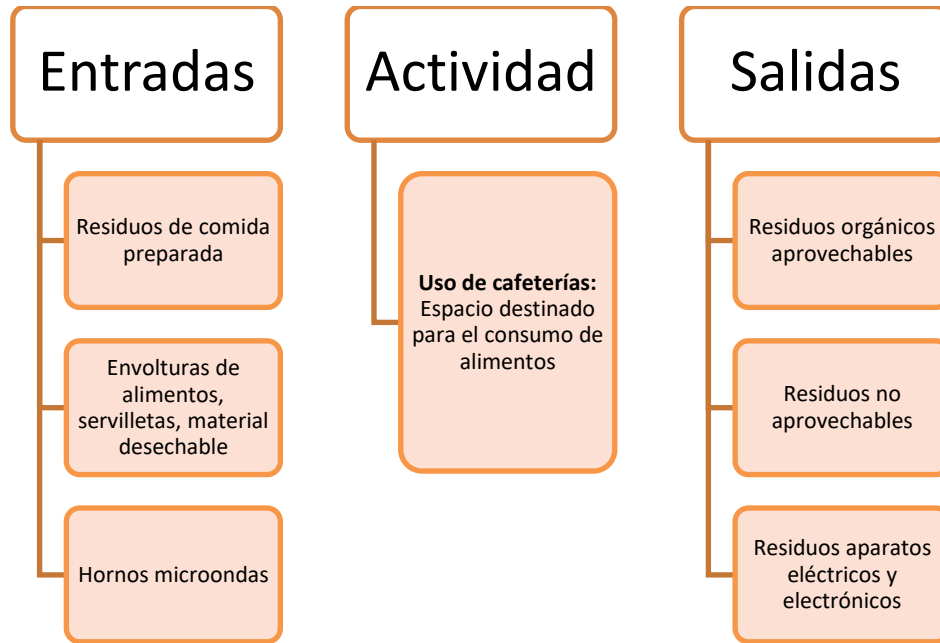 Entradas
Residuos de comida
preparada
Envolturas de
alimentos,
servilletas, material
desechable
Hornos microondas
Actividad
Uso de cafeterías:
Espacio destinado
para el consumo de
alimentos
Salidas
Residuos orgánicos
aprovechables
Residuos no
aprovechables
Residuos aparatos
eléctricos y
electrónicos